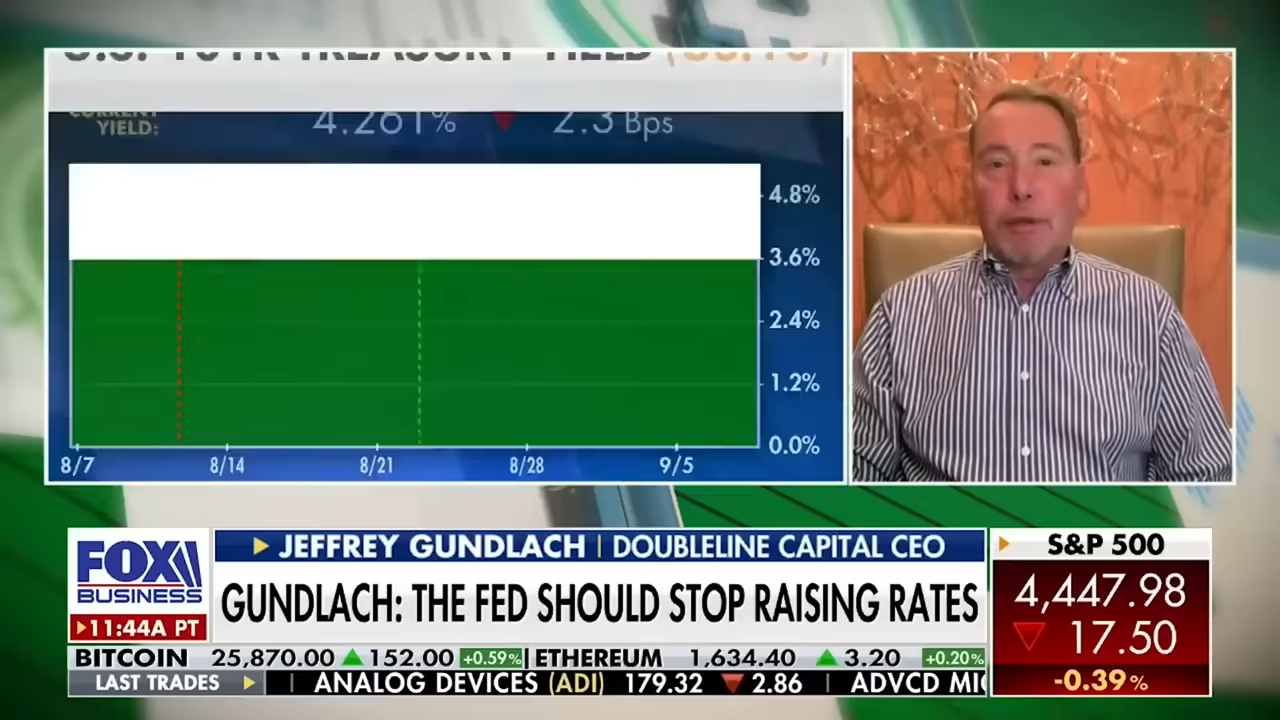 U.S. 10YR TREASURY YIELD
CURRENT
YIELD:
4.261% ▼ 2.3 Bps
4.8%
3.6%
2.4%
1.2%
0.0%
8/7 8/14 8/21 8/28 9/5
FOX
BUSINESS
11:44A PT
JEFFREY GUNDLACH | DOUBLELINE CAPITAL CEO
GUNDLACH: THE FED SHOULD STOP RAISING RATES
S&P 500
4,447.98
▼ 17.50
-0.39%
BITCOIN 25,870.00 ▲ 152.00 +0.59% | ETHEREUM 1,634.40 ▲ 3.20 +0.20%
LAST TRADES | ANALOG DEVICES (ADI) 179.32 ▼ 2.86 | ADVCD